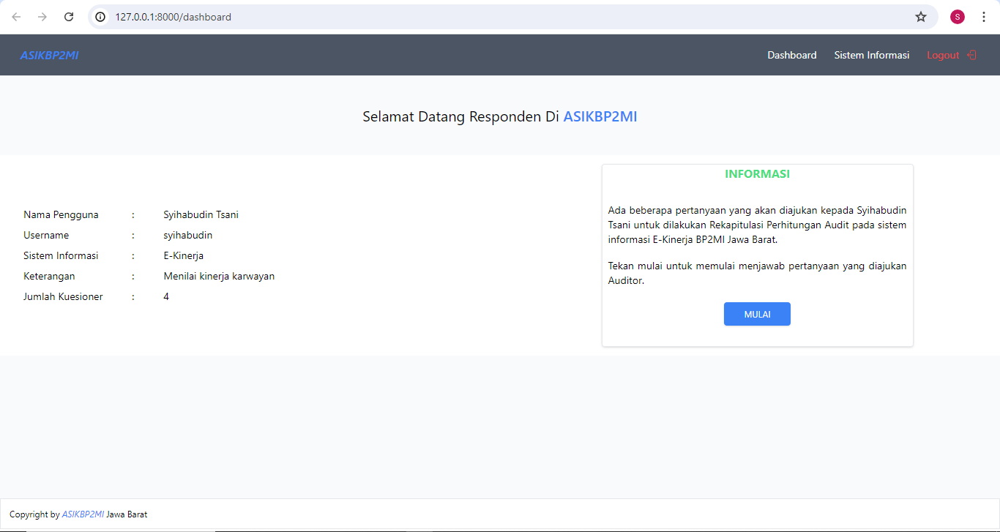 127.0.0.1:8000/dashboard
S
ASIKBP2MI
Dashboard Sistem Informasi Logout
Selamat Datang Responden Di ASIKBP2MI
Nama Pengguna : Syihabudin Tsani
Username : syihabudin
Sistem Informasi : E-Kinerja
Keterangan : Menilai kinerja karwayan
Jumlah Kuesioner : 4
INFORMASI
Ada beberapa pertanyaan yang akan diajukan kepada Syihabudin
Tsani untuk dilakukan Rekapitulasi Perhitungan Audit pada sistem
informasi E-Kinerja BP2MI Jawa Barat.
Tekan mulai untuk memulai menjawab pertanyaan yang diajukan
Auditor.
MULAI
Copyright by ASIKBP2MI Jawa Barat